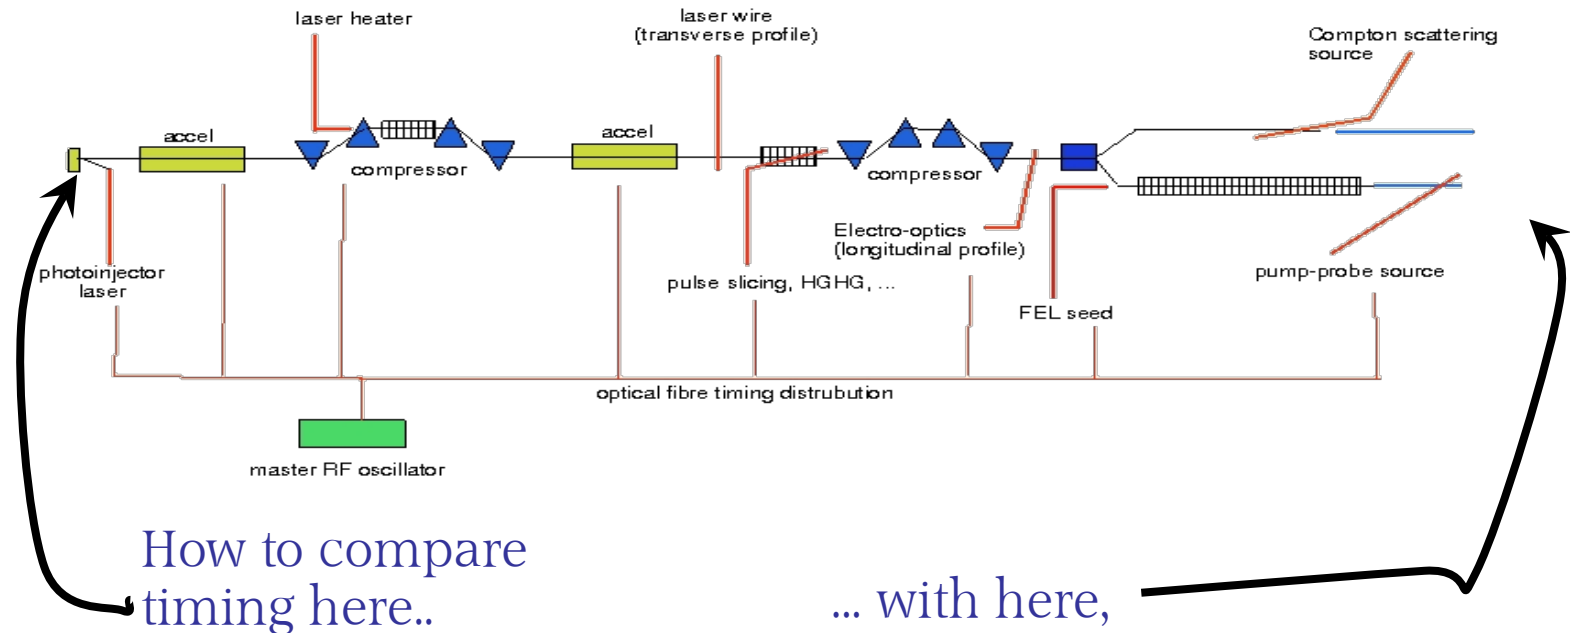 laser heater
laser wire
(transverse profile)
Compton scattering
source
accel
accel
compressor
compressor
photoinjector
laser
Electro-optics
(longitudinal profile)
pulse slicing, HGHG, ...
pump-probe source
FEL seed
optical fibre timing distrubution
master RF oscillator
How to compare
timing here..
... with here,